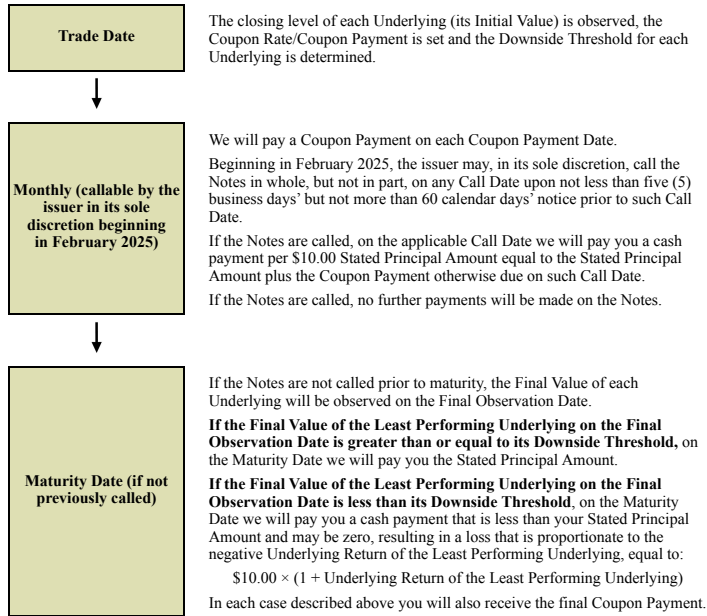 Trade Date
The closing level of each Underlying (its Initial Value) is observed, the
Coupon Rate/Coupon Payment is set and the Downside Threshold for each
Underlying is determined.
Monthly (callable by the
issuer in its sole
discretion beginning
in February 2025)
We will pay a Coupon Payment on each Coupon Payment Date.
Beginning in February 2025, the issuer may, in its sole discretion, call the
Notes in whole, but not in part, on any Call Date upon not less than five (5)
business days’ but not more than 60 calendar days’ notice prior to such Call
Date.
If the Notes are called, on the applicable Call Date we will pay you a cash
payment per $10.00 Stated Principal Amount equal to the Stated Principal
Amount plus the Coupon Payment otherwise due on such Call Date.
If the Notes are called, no further payments will be made on the Notes.
Maturity Date (if not
previously called)
If the Notes are not called prior to maturity, the Final Value of each
Underlying will be observed on the Final Observation Date.
If the Final Value of the Least Performing Underlying on the Final
Observation Date is greater than or equal to its Downside Threshold, on
the Maturity Date we will pay you the Stated Principal Amount.
If the Final Value of the Least Performing Underlying on the Final
Observation Date is less than its Downside Threshold, on the Maturity
Date we will pay you a cash payment that is less than your Stated Principal
Amount and may be zero, resulting in a loss that is proportionate to the
negative Underlying Return of the Least Performing Underlying, equal to:
$10.00 × (1 + Underlying Return of the Least Performing Underlying)
In each case described above you will also receive the final Coupon Payment.